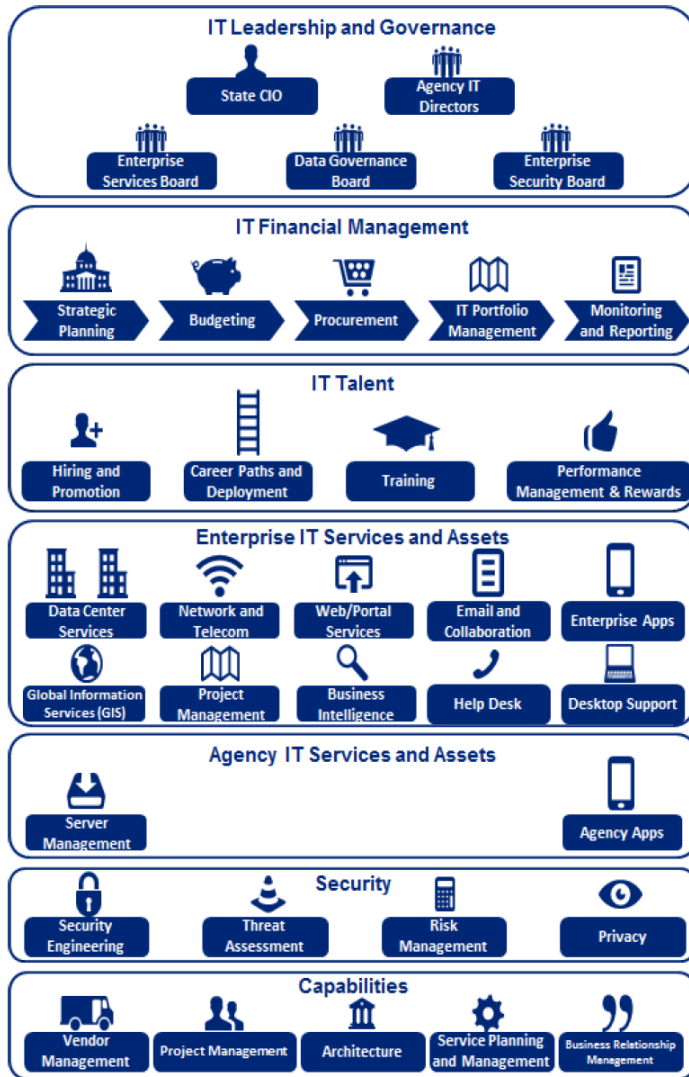 IT Leadership and Governance
State CIO
Agency IT
Directors
Enterprise
Services Board
Data Governance
Board
Enterprise
Security Board
IT Financial Management
Strategic
Planning
Budgeting
Procurement
IT Portfolio
Management
Monitoring
and Reporting
IT Talent
Hiring and
Promotion
Career Paths and
Deployment
Training
Performance
Management & Rewards
Enterprise IT Services and Assets
Data Center
Services
Network and
Telecom
Web/Portal
Services
Email and
Collaboration
Enterprise Apps
Global Information
Services (GIS)
Project
Management
Business
Intelligence
Help Desk
Desktop Support
Agency IT Services and Assets
Server
Management
Agency Apps
Security
Security
Engineering
Threat
Assessment
Risk
Management
Privacy
Capabilities
Vendor
Management
Project Management
Architecture
Service Planning
and Management
Business Relationship
Management